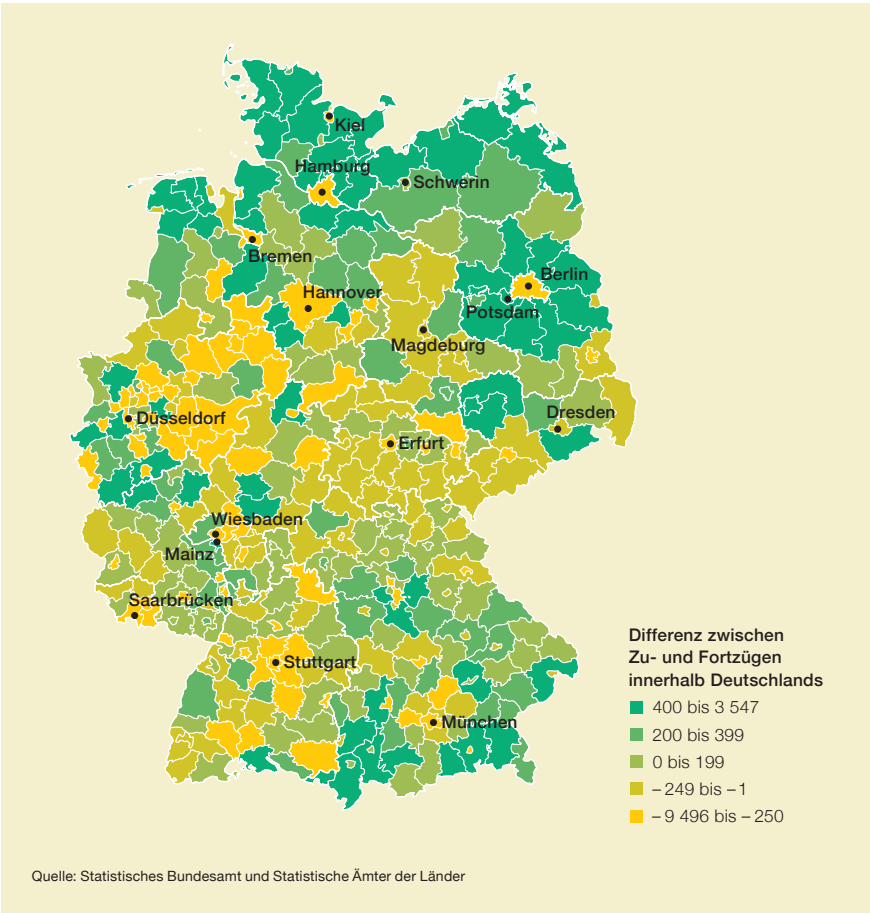 Kiel
Hamburg
Schwerin
Bremen
Berlin
Hannover
Potsdam
Magdeburg
Düsseldorf
Dresden
Erfurt
Wiesbaden
Mainz
Saarbrücken
Stuttgart
München
Differenz zwischen
Zu- und Fortzügen
innerhalb Deutschlands
400 bis 3 547
200 bis 399
0 bis 199
– 249 bis – 1
– 9 496 bis – 250
Quelle: Statistisches Bundesamt und Statistische Ämter der Länder